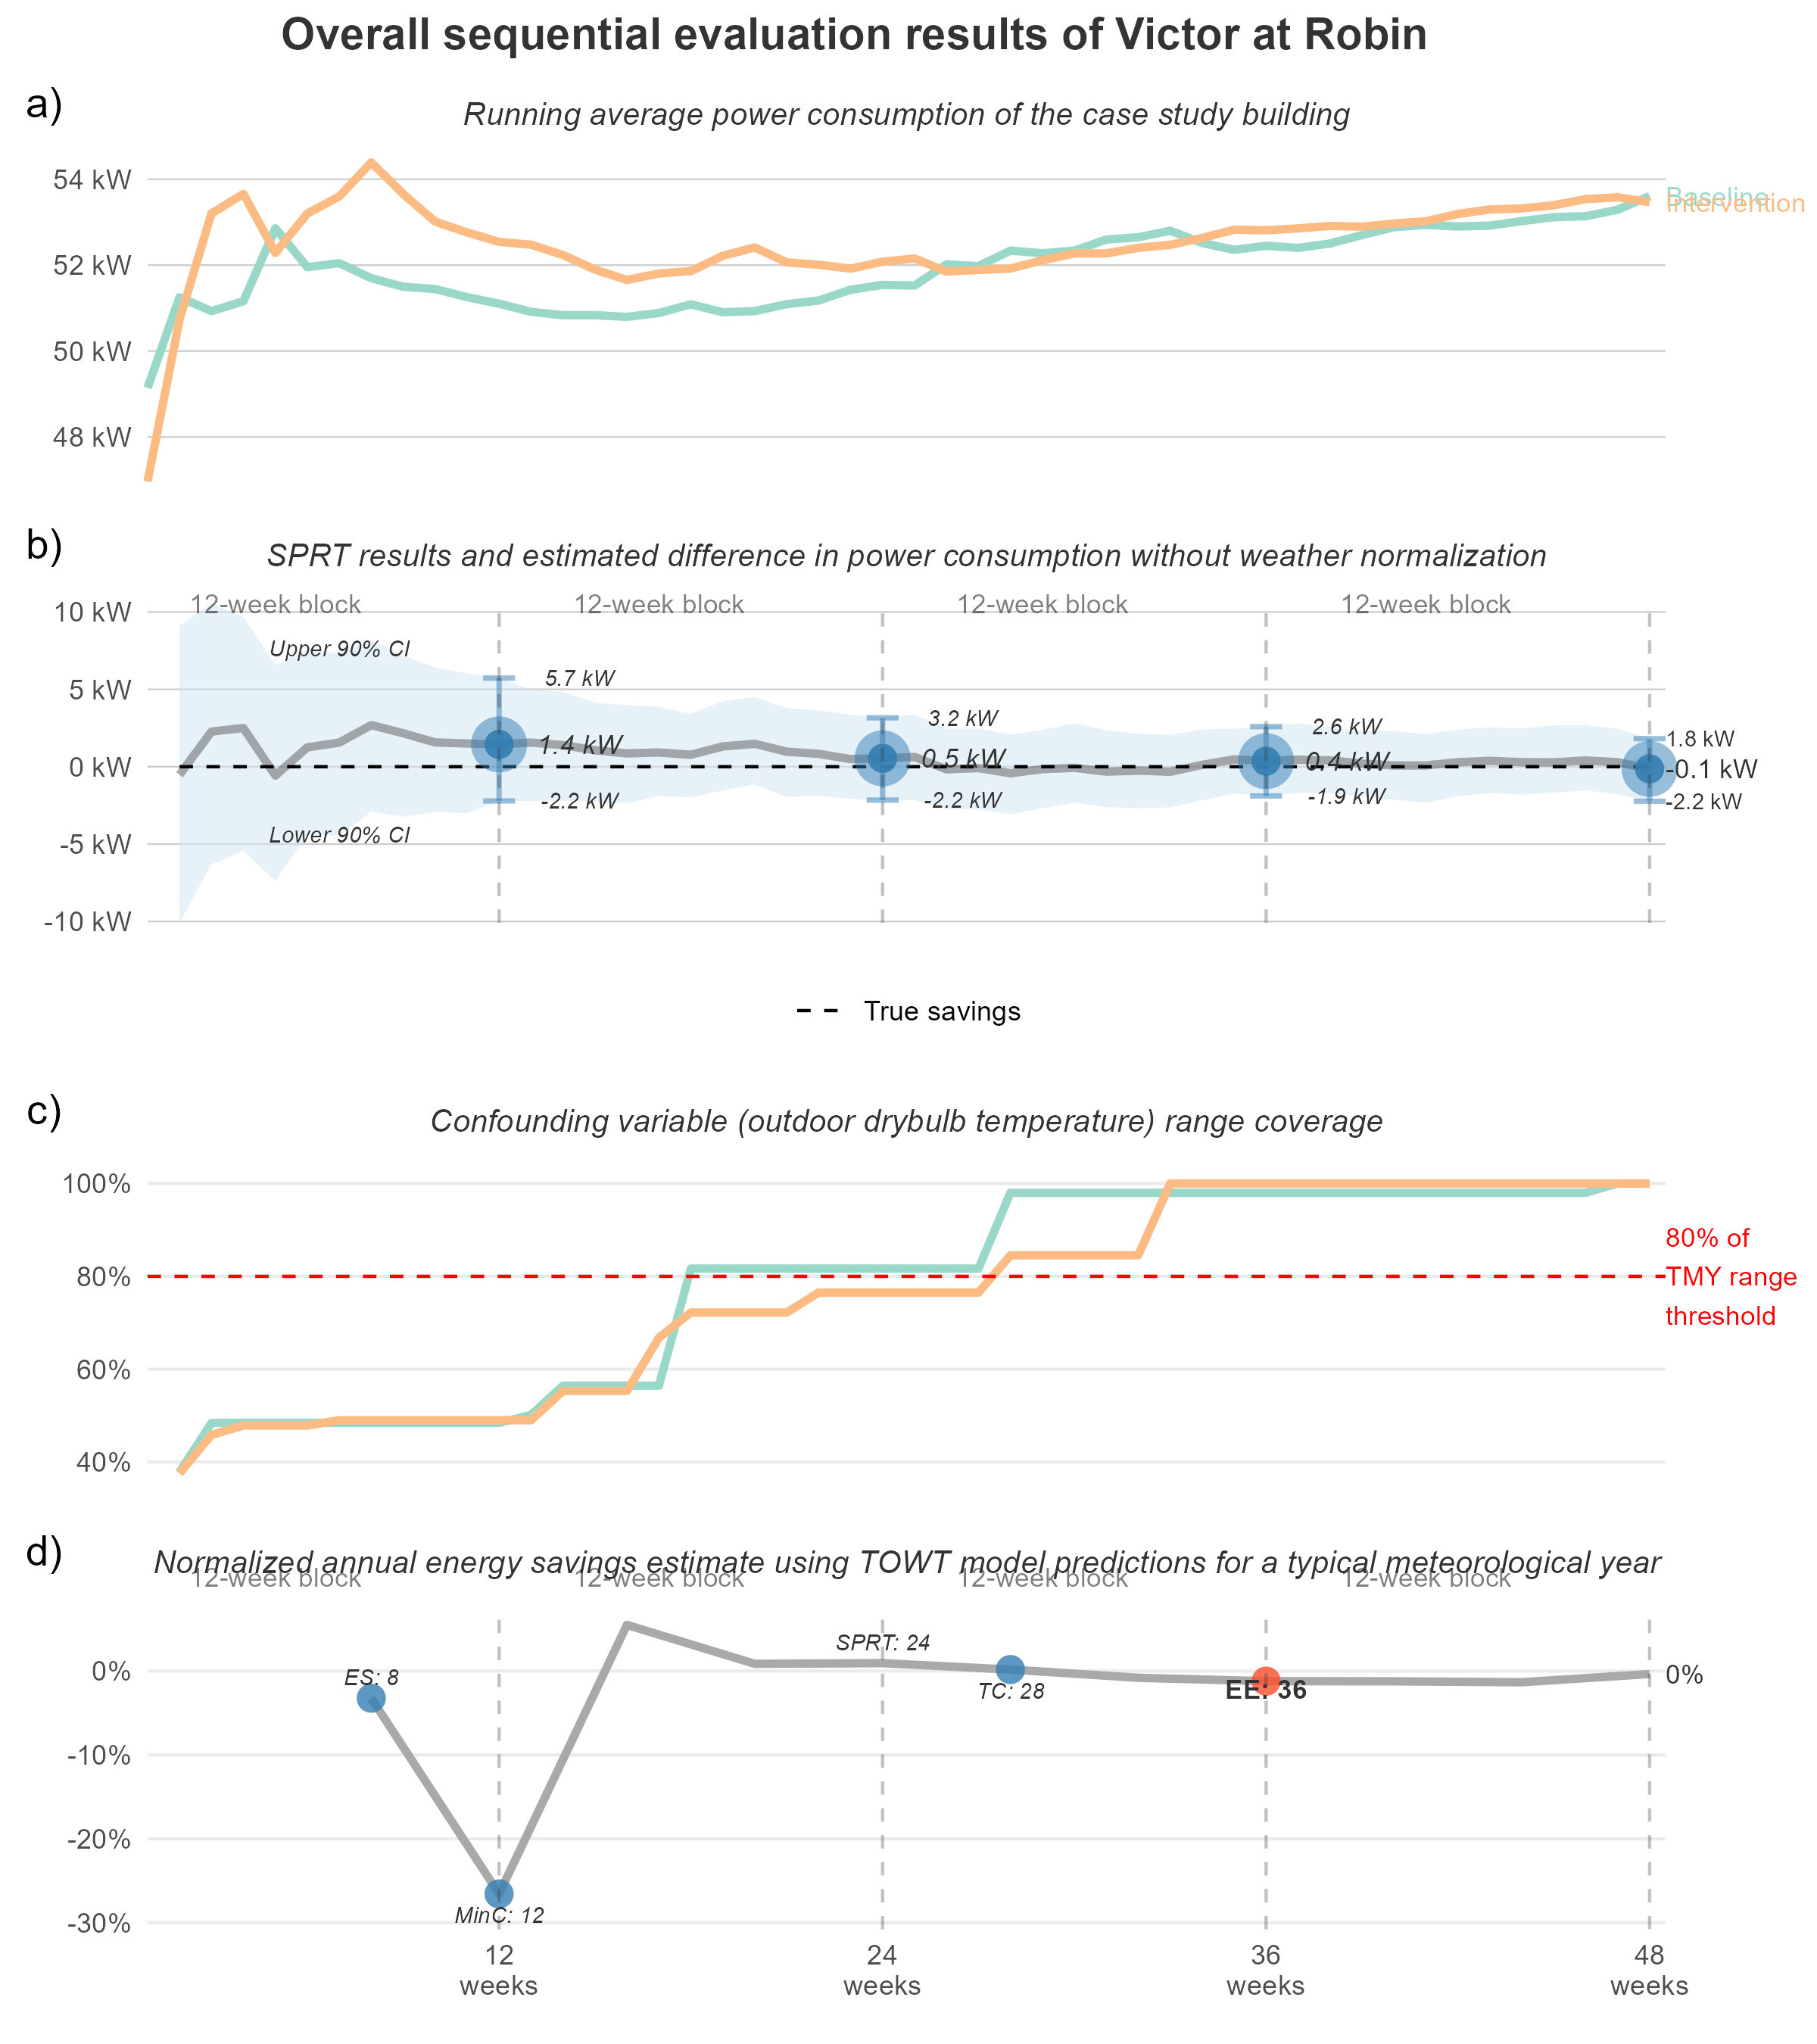 Overall sequential evaluation results of Victor at Robin
a)
Running average power consumption of the case study building
54 kW
52 kW
50 kW
48 kW
Baseline
Intervention
b)
SPRT results and estimated difference in power consumption without weather normalization
12-week block
12-week block
12-week block
12-week block
10 kW
5 kW
0 kW
-5 kW
-10 kW
Upper 90% CI
Lower 90% CI
5.7 kW
1.4 kW
-2.2 kW
3.2 kW
0.5 kW
-2.2 kW
2.6 kW
0.4 kW
-1.9 kW
1.8 kW
-0.1 kW
-2.2 kW
True savings
c)
Confounding variable (outdoor drybulb temperature) range coverage
100%
80%
60%
40%
80% of
TMY range
threshold
d)
Normalized annual energy savings estimate using TOWT model predictions for a typical meteorological year
12-week block
12-week block
12-week block
12-week block
0%
-10%
-20%
-30%
ES: 8
MinC: 12
SPRT: 24
TC: 28
EE: 36
0%
12
weeks
24
weeks
36
weeks
48
weeks